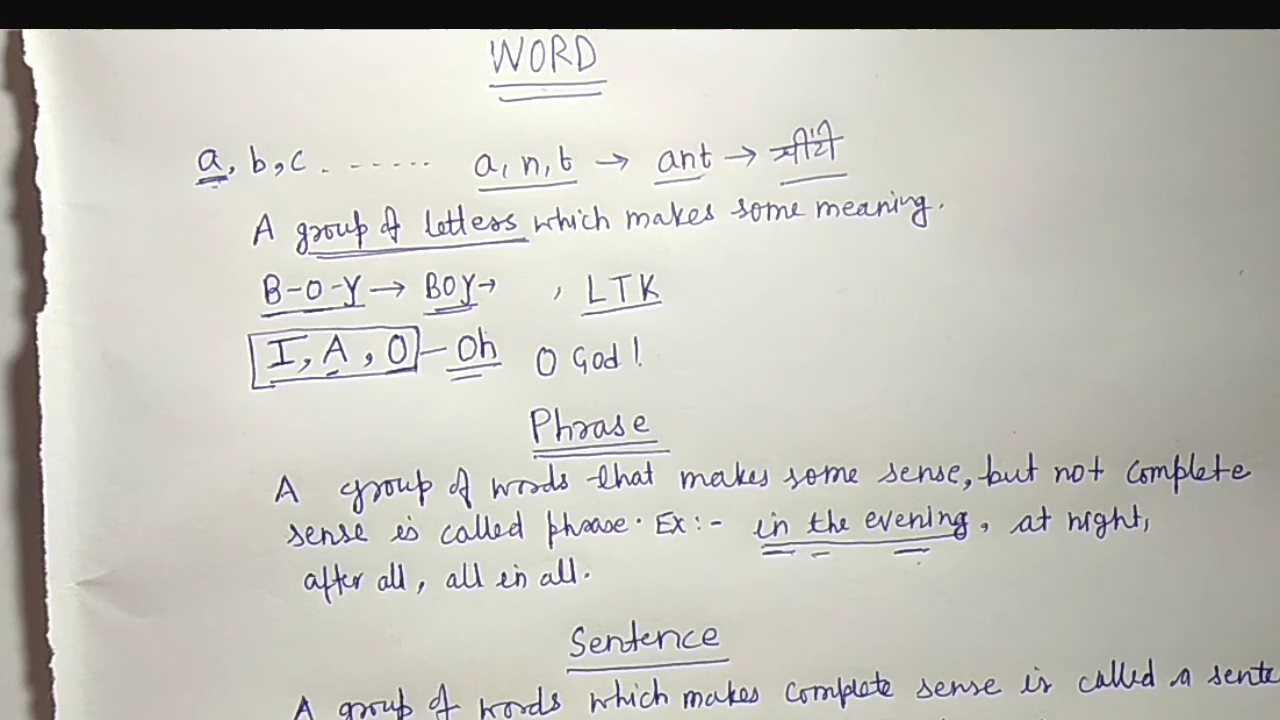 WORD
a, b, c. ...... a, n, t → ant → चींटी
A group of letters which makes some meaning.
B-O-Y → BOY → , LTK
I, A, O - Oh O God!
Phrase
A group of words that makes some sense, but not complete
sense is called phrase. Ex:- in the evening, at night,
after all, all in all.
Sentence
A group of words which makes complete sense is called a sente